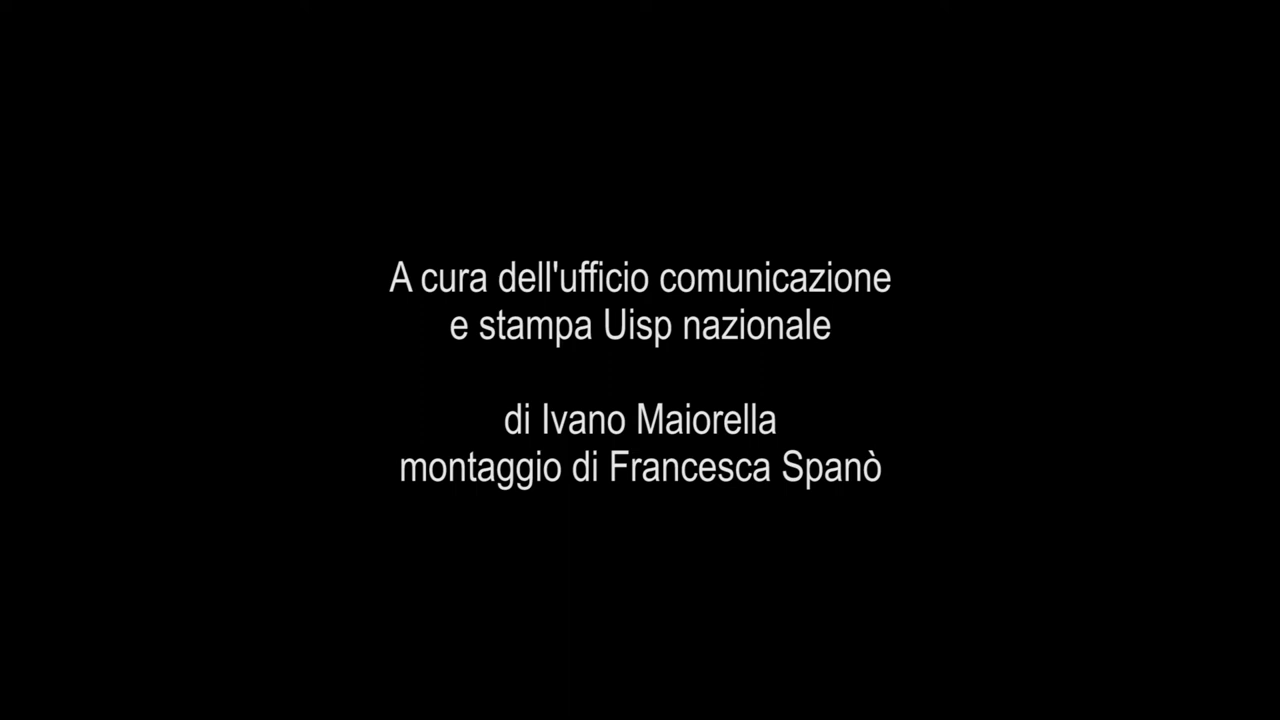 A cura dell'ufficio comunicazione
e stampa Uisp nazionale
di Ivano Maiorella
montaggio di Francesca Spanò